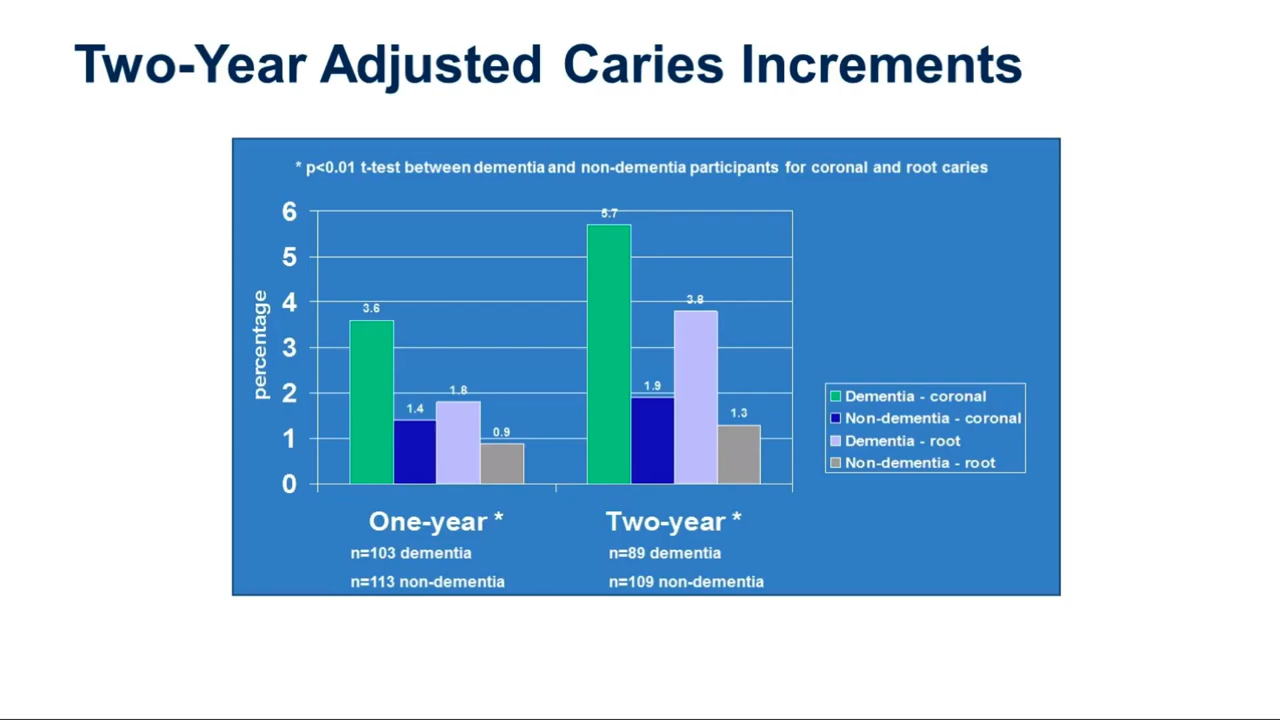 Two-Year Adjusted Caries Increments
* p<0.01 t-test between dementia and non-dementia participants for coronal and root caries
percentage
6
5
4
3
2
1
0
3.6
1.4
1.8
0.9
5.7
1.9
3.8
1.3
Dementia - coronal
Non-dementia - coronal
Dementia - root
Non-dementia - root
One-year *
n=103 dementia
n=113 non-dementia
Two-year *
n=89 dementia
n=109 non-dementia